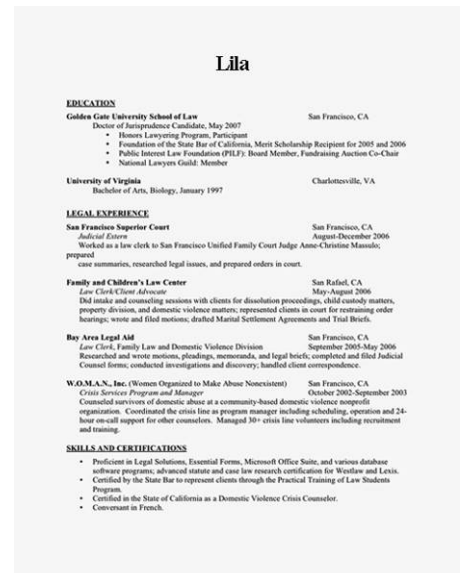 Lila
EDUCATION
Golden Gate University School of Law San Francisco, CA
Doctor of Jurisprudence Candidate, May 2007
• Honors Lawyering Program, Participant
• Foundation of the State Bar of California, Merit Scholarship Recipient for 2005 and 2006
• Public Interest Law Foundation (PILF): Board Member, Fundraising Auction Co-Chair
• National Lawyers Guild: Member
University of Virginia Charlottesville, VA
Bachelor of Arts, Biology, January 1997
LEGAL EXPERIENCE
San Francisco Superior Court San Francisco, CA
Judicial Extern August-December 2006
Worked as a law clerk to San Francisco Unified Family Court Judge Anne-Christine Massulo;
prepared
case summaries, researched legal issues, and prepared orders in court.
Family and Children's Law Center San Rafael, CA
Law Clerk/Client Advocate May-August 2006
Did intake and counseling sessions with clients for dissolution proceedings, child custody matters,
property division, and domestic violence matters; represented clients in court for restraining order
hearings; wrote and filed motions; drafted Marital Settlement Agreements and Trial Briefs.
Bay Area Legal Aid San Francisco, CA
Law Clerk, Family Law and Domestic Violence Division September 2005-May 2006
Researched and wrote motions, pleadings, memoranda, and legal briefs; completed and filed Judicial
Counsel forms; conducted investigations and discovery; handled client correspondence.
W.O.M.A.N., Inc. (Women Organized to Make Abuse Nonexistent) San Francisco, CA
Crisis Services Program and Manager October 2002-September 2003
Counseled survivors of domestic abuse at a community-based domestic violence nonprofit
organization. Coordinated the crisis line as program manager including scheduling, operation and 24-
hour on-call support for other counselors. Managed 30+ crisis line volunteers including recruitment
and training.
SKILLS AND CERTIFICATIONS
• Proficient in Legal Solutions, Essential Forms, Microsoft Office Suite, and various database
software programs; advanced statute and case law research certification for Westlaw and Lexis.
• Certified by the State Bar to represent clients through the Practical Training of Law Students
Program.
• Certified in the State of California as a Domestic Violence Crisis Counselor.
• Conversant in French.